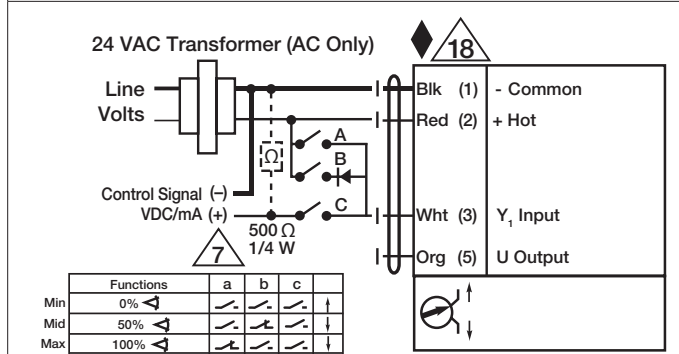 24 VAC Transformer (AC Only)
18
Line
Volts
Blk (1) - Common
Red (2) + Hot
A
Ω
B
Control Signal (–)
C
VDC/mA (+)
Wht (3) Y1 Input
500 Ω
1/4 W
7
Org (5) U Output
Functions a b c
Min 0%
Mid 50%
Max 100%